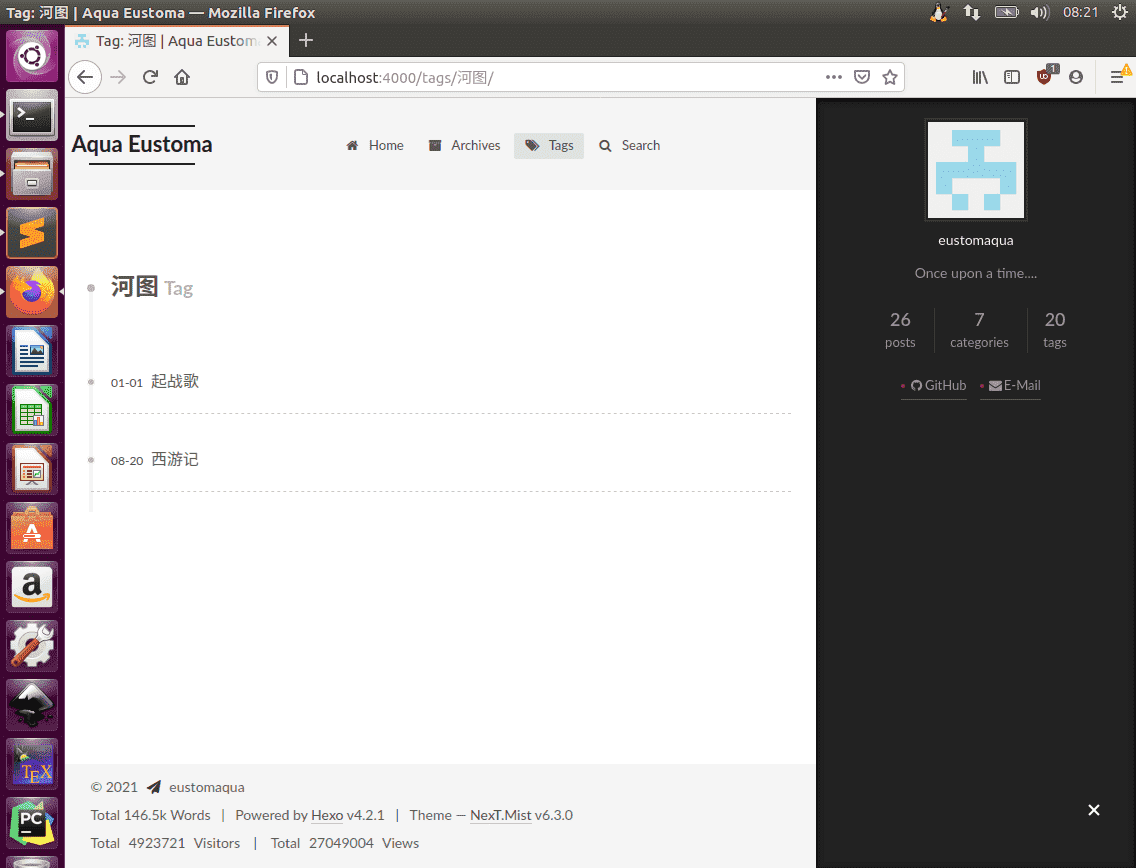 Tag: 河图 | Aqua Eustoma — Mozilla Firefox
08:21
Tag: 河图 | Aqua Eustom
localhost:4000/tags/河图/
1
Aqua Eustoma
Home Archives Tags Search
河图 Tag
01-01 起战歌
08-20 西游记
eustomaqua
Once upon a time....
26 7 20
posts categories tags
GitHub E-Mail
© 2021 eustomaqua
Total 146.5k Words | Powered by Hexo v4.2.1 | Theme — NexT.Mist v6.3.0
Total 4923721 Visitors | Total 27049004 Views
TEX
PC